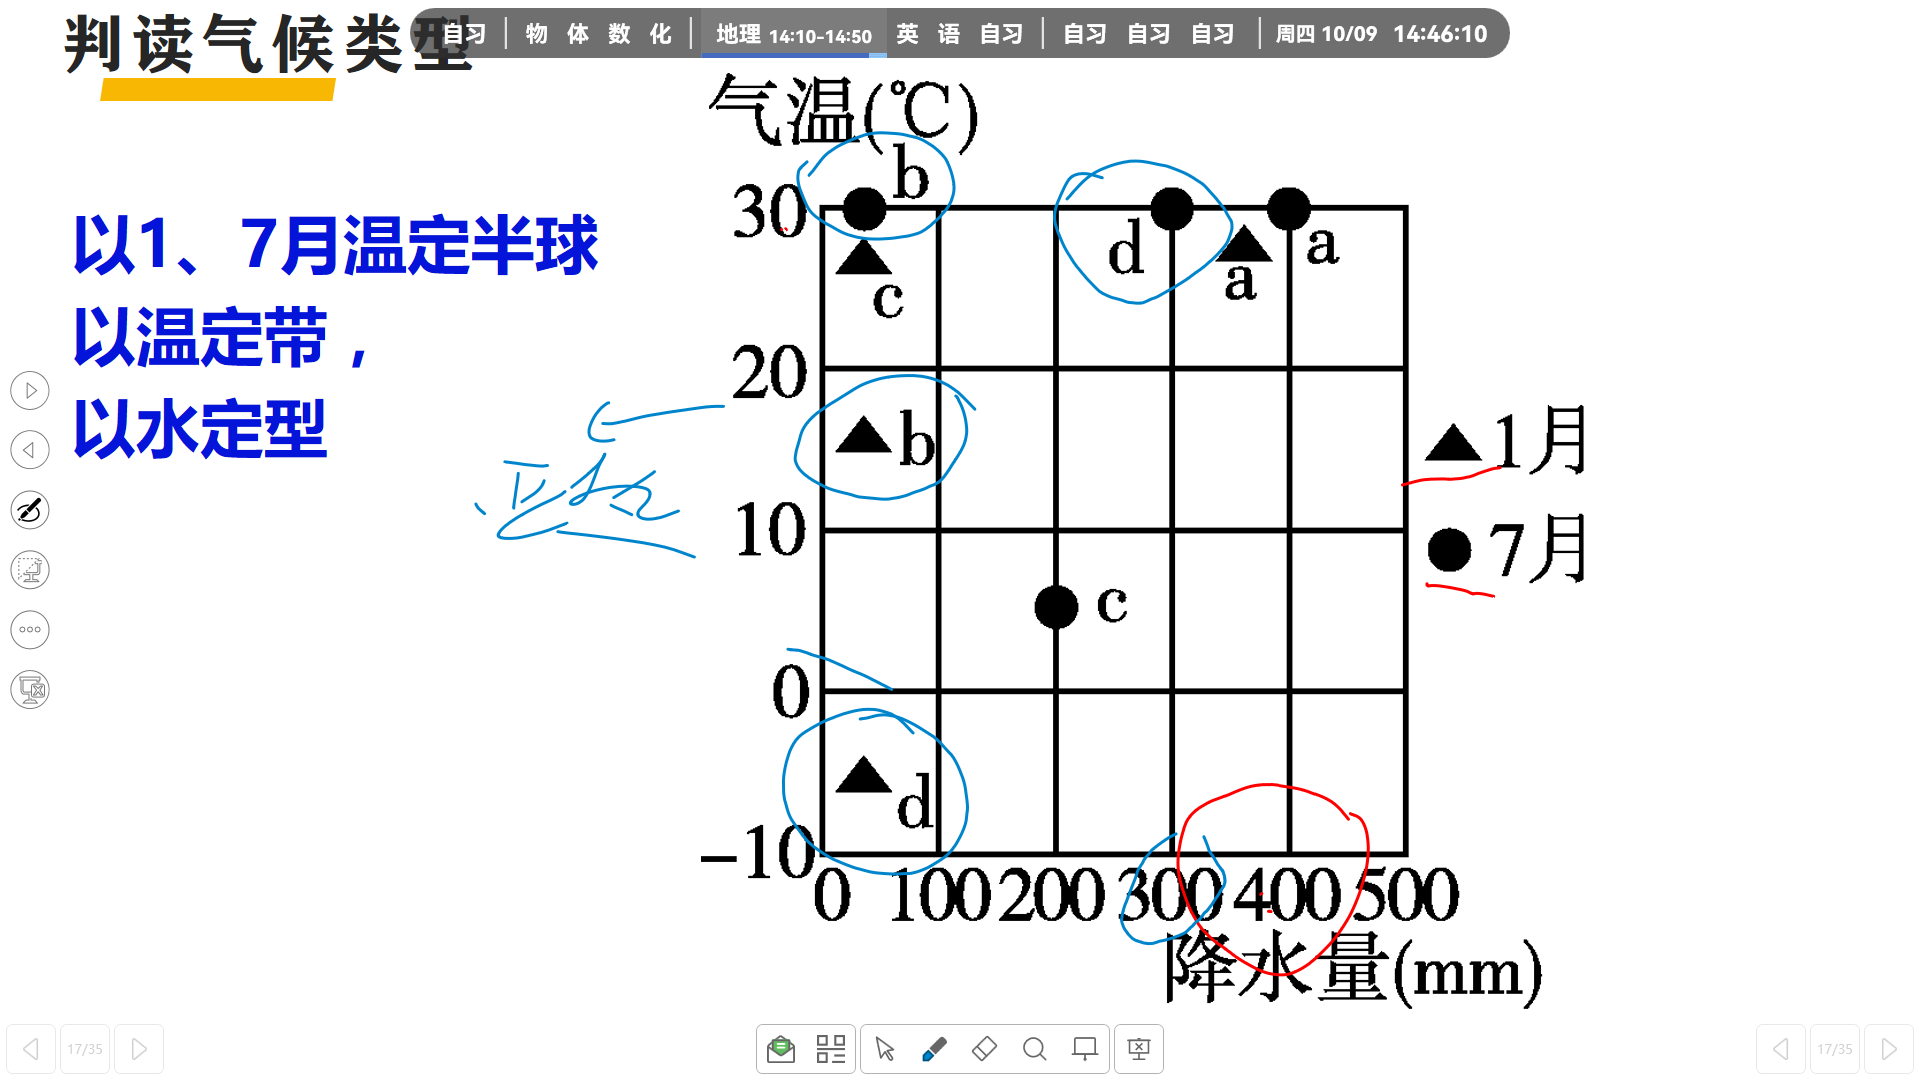 判读气候类型
自习 | 物 体 数 化 | 地理 14:10-14:50 英 语 自习 | 自习 自习 自习 | 周四 10/09 14:46:10
气温(℃)
b
30
d
a
a
c
以1、7月温定半球
以温定带，
以水定型
20
b
1月
亚热
10
7月
c
0
d
-10
0 100 200 300 400 500
降水量(mm)
17/35
17/35